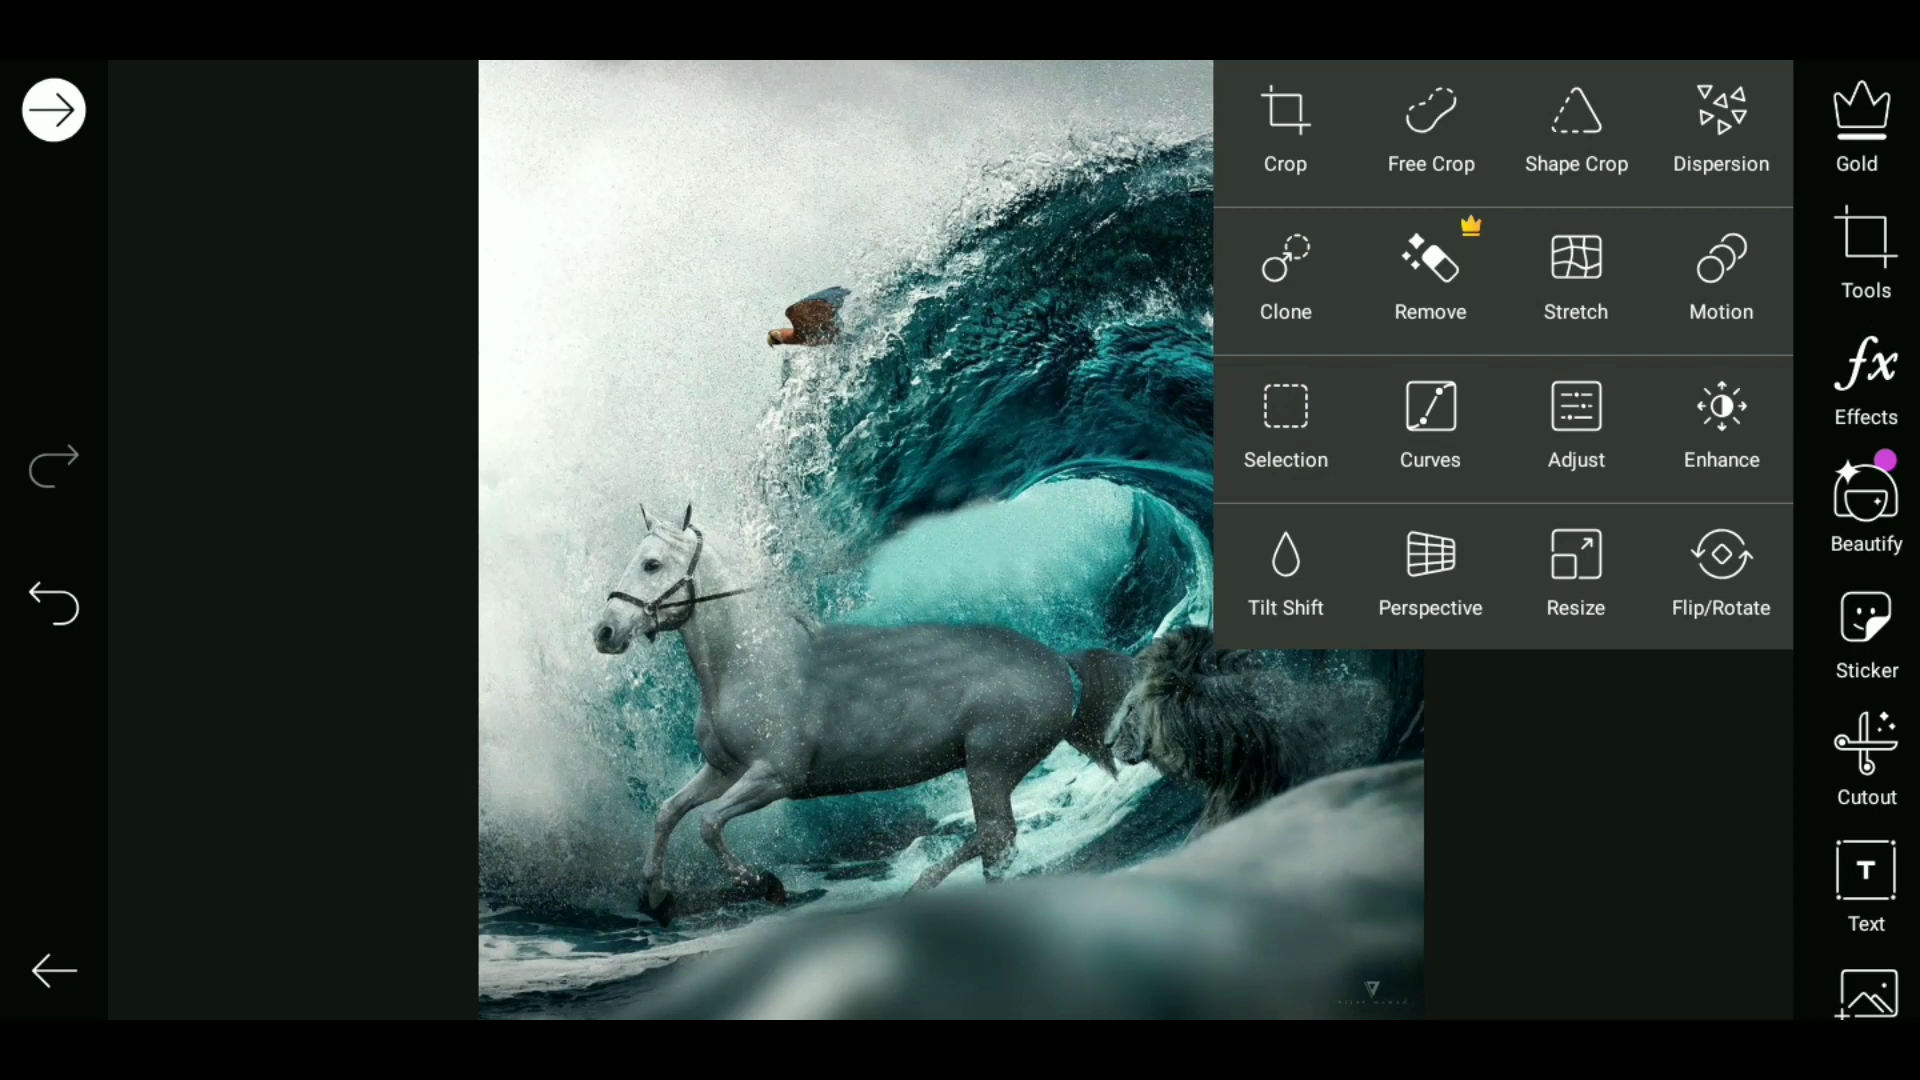 Crop Free Crop Shape Crop Dispersion
Clone Remove Stretch Motion
Selection Curves Adjust Enhance
Tilt Shift Perspective Resize Flip/Rotate
Gold
Tools
fx
Effects
Beautify
Sticker
Cutout
T
Text